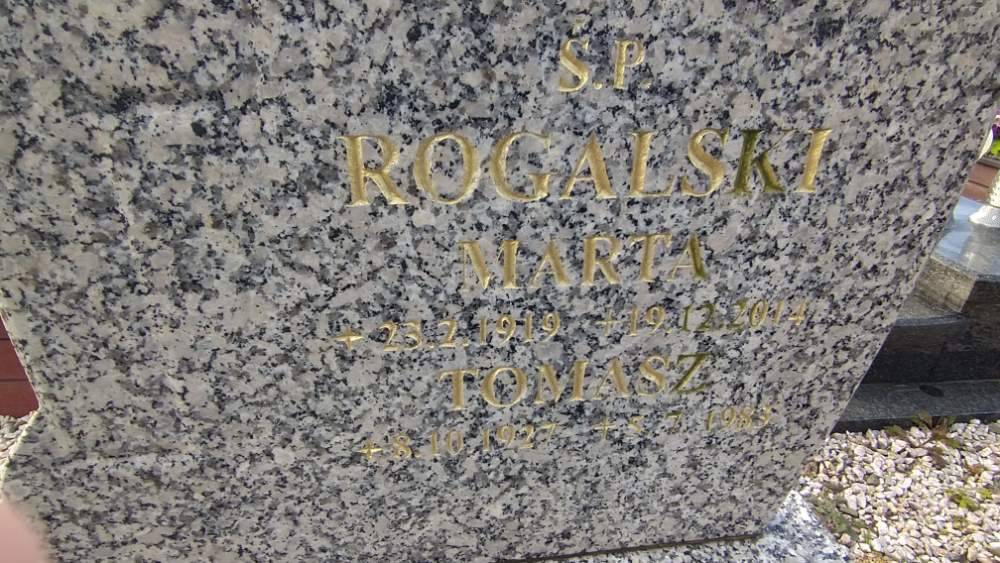 Ś.P.
ROGALSKI
MARTA
+23.2.1919 +19.12.2014
TOMASZ
+8.10 1927 +5.7.1983